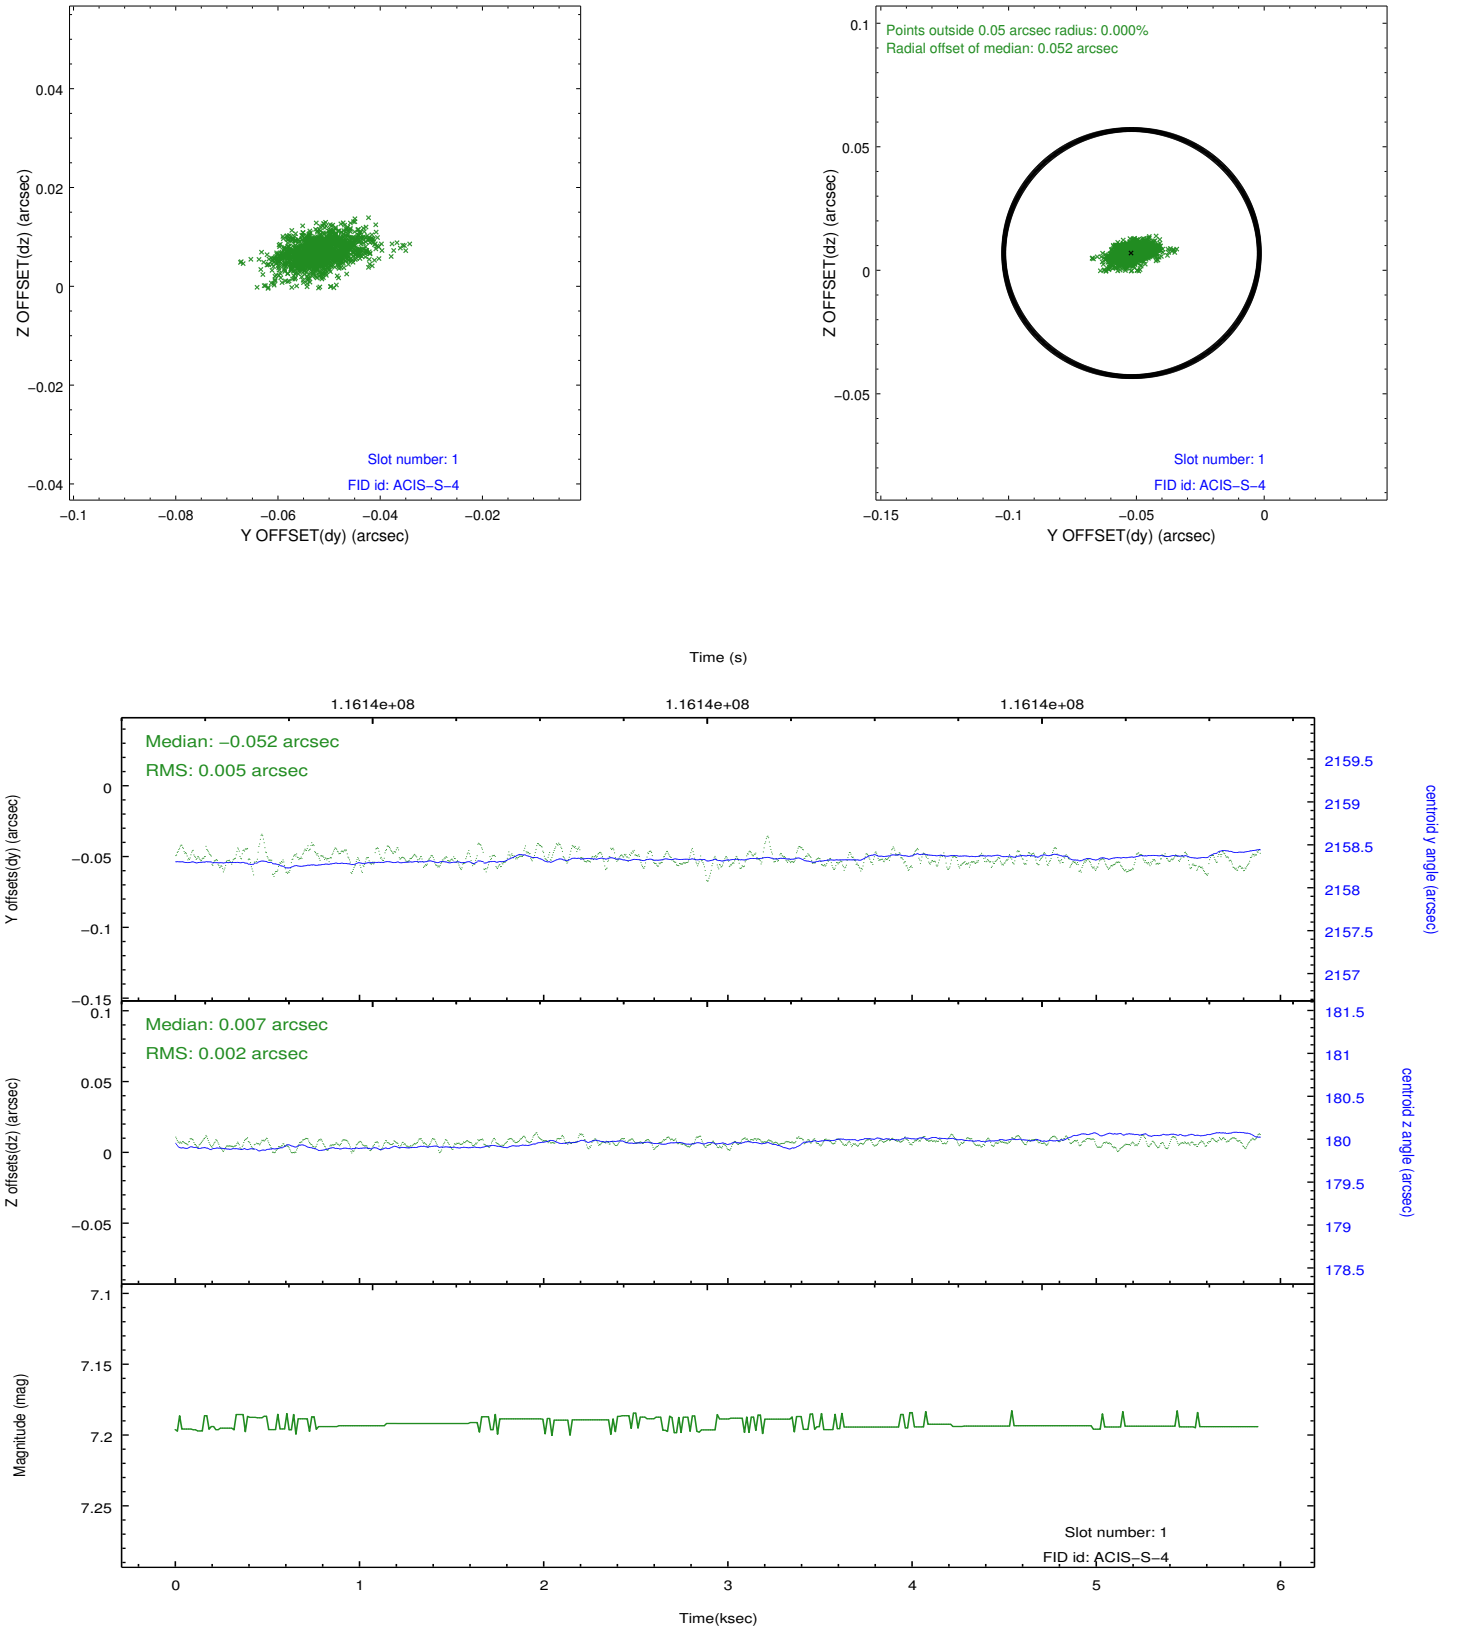 0.04
0.02
0
−0.02
−0.04
Z OFFSET(dz) (arcsec)
Slot number: 1
FID id: ACIS−S−4
−0.1
−0.08
−0.06
−0.04
−0.02
Y OFFSET(dy) (arcsec)
Points outside 0.05 arcsec radius: 0.000%
Radial offset of median: 0.052 arcsec
0.1
0.05
0
−0.05
Z OFFSET(dz) (arcsec)
Slot number: 1
FID id: ACIS−S−4
−0.15
−0.1
−0.05
0
Y OFFSET(dy) (arcsec)
Time (s)
1.1614e+08
1.1614e+08
1.1614e+08
Median: −0.052 arcsec
RMS: 0.005 arcsec
0
−0.05
−0.1
−0.15
Y offsets(dy) (arcsec)
2159.5
2159
2158.5
2158
2157.5
2157
centroid y angle (arcsec)
Median: 0.007 arcsec
RMS: 0.002 arcsec
0.1
0.05
0
−0.05
Z offsets(dz) (arcsec)
181.5
181
180.5
180
179.5
179
178.5
centroid z angle (arcsec)
7.1
7.15
7.2
7.25
Magnitude (mag)
Slot number: 1
FID id: ACIS−S−4
0
1
2
3
4
5
6
Time(ksec)